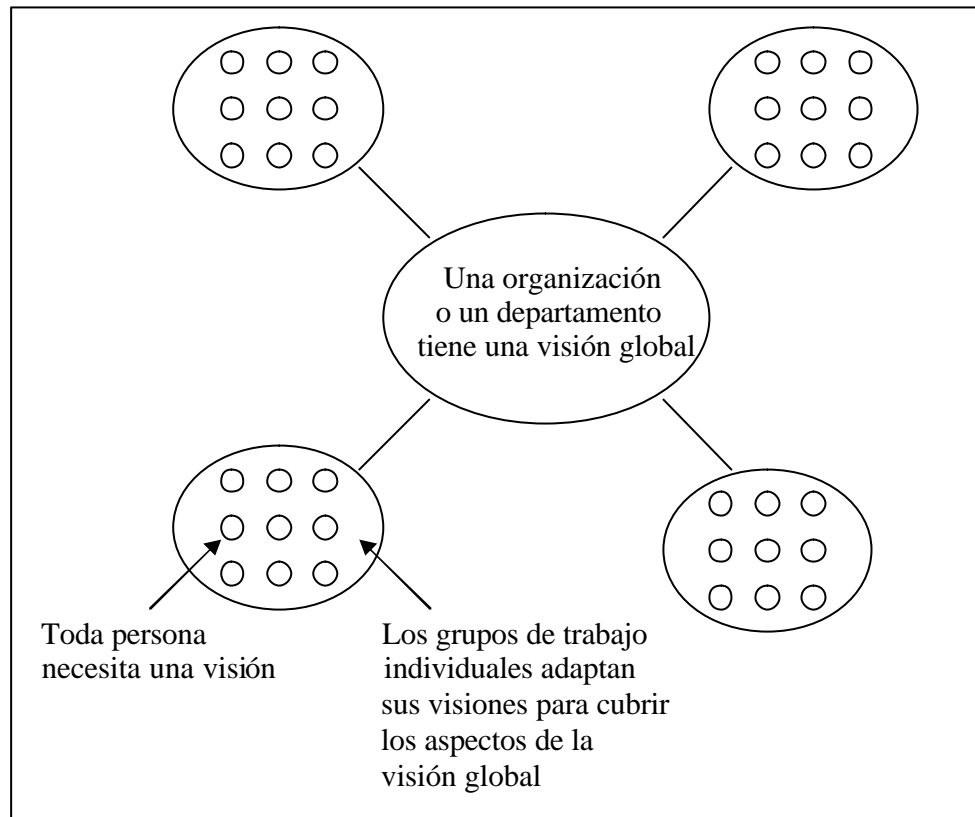 Una organización
o un departamento
tiene una visión global
Toda persona
necesita una visión
Los grupos de trabajo
individuales adaptan
sus visiones para cubrir
los aspectos de la
visión global